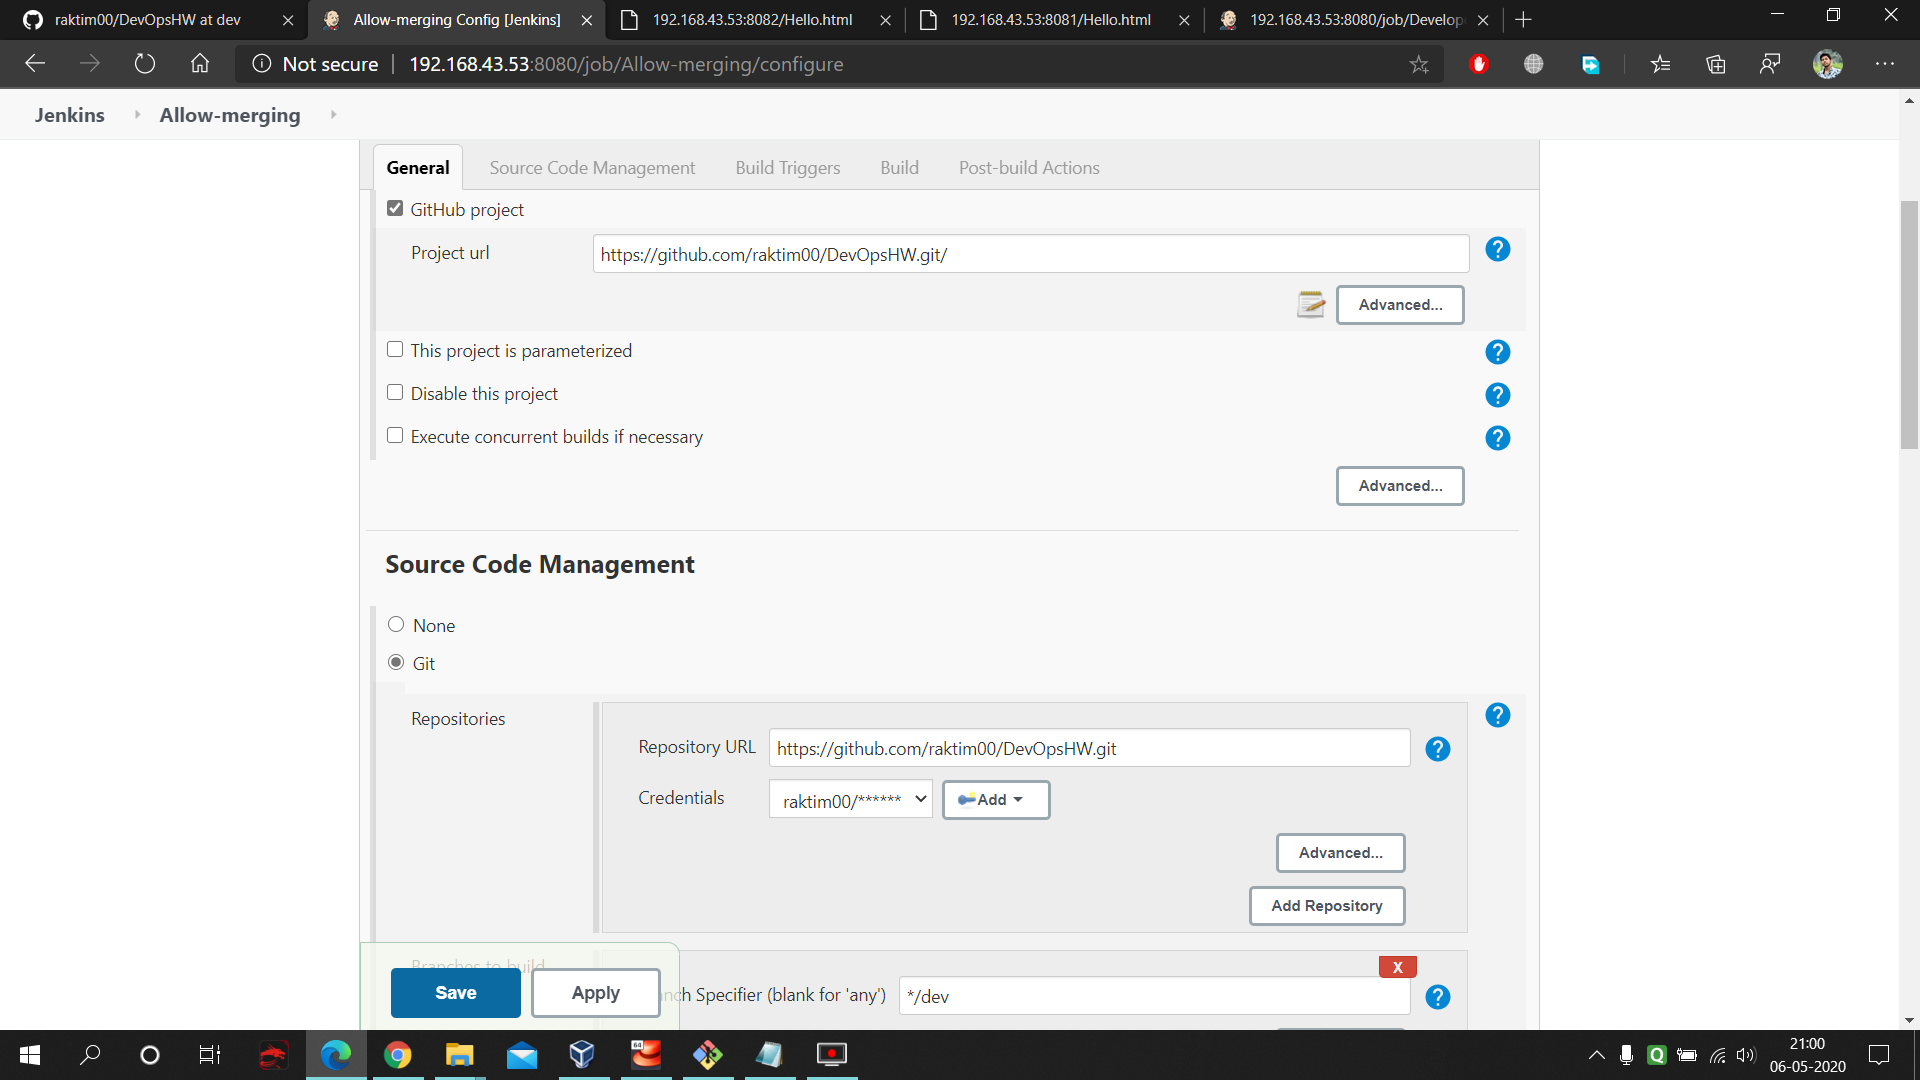 raktim00/DevOpsHW at dev
Allow-merging Config [Jenkins]
192.168.43.53:8082/Hello.html
192.168.43.53:8081/Hello.html
192.168.43.53:8080/job/Develop
Not secure
192.168.43.53:8080/job/Allow-merging/configure
Jenkins
Allow-merging
General
Source Code Management
Build Triggers
Build
Post-build Actions
GitHub project
Project url
https://github.com/raktim00/DevOpsHW.git/
Advanced...
This project is parameterized
Disable this project
Execute concurrent builds if necessary
Advanced...
Source Code Management
None
Git
Repositories
Repository URL
https://github.com/raktim00/DevOpsHW.git
Credentials
raktim00/******
Add
Advanced...
Add Repository
Branches to build
X
nch Specifier (blank for 'any')
*/dev
Save
Apply
64
Q
21:00
06-05-2020